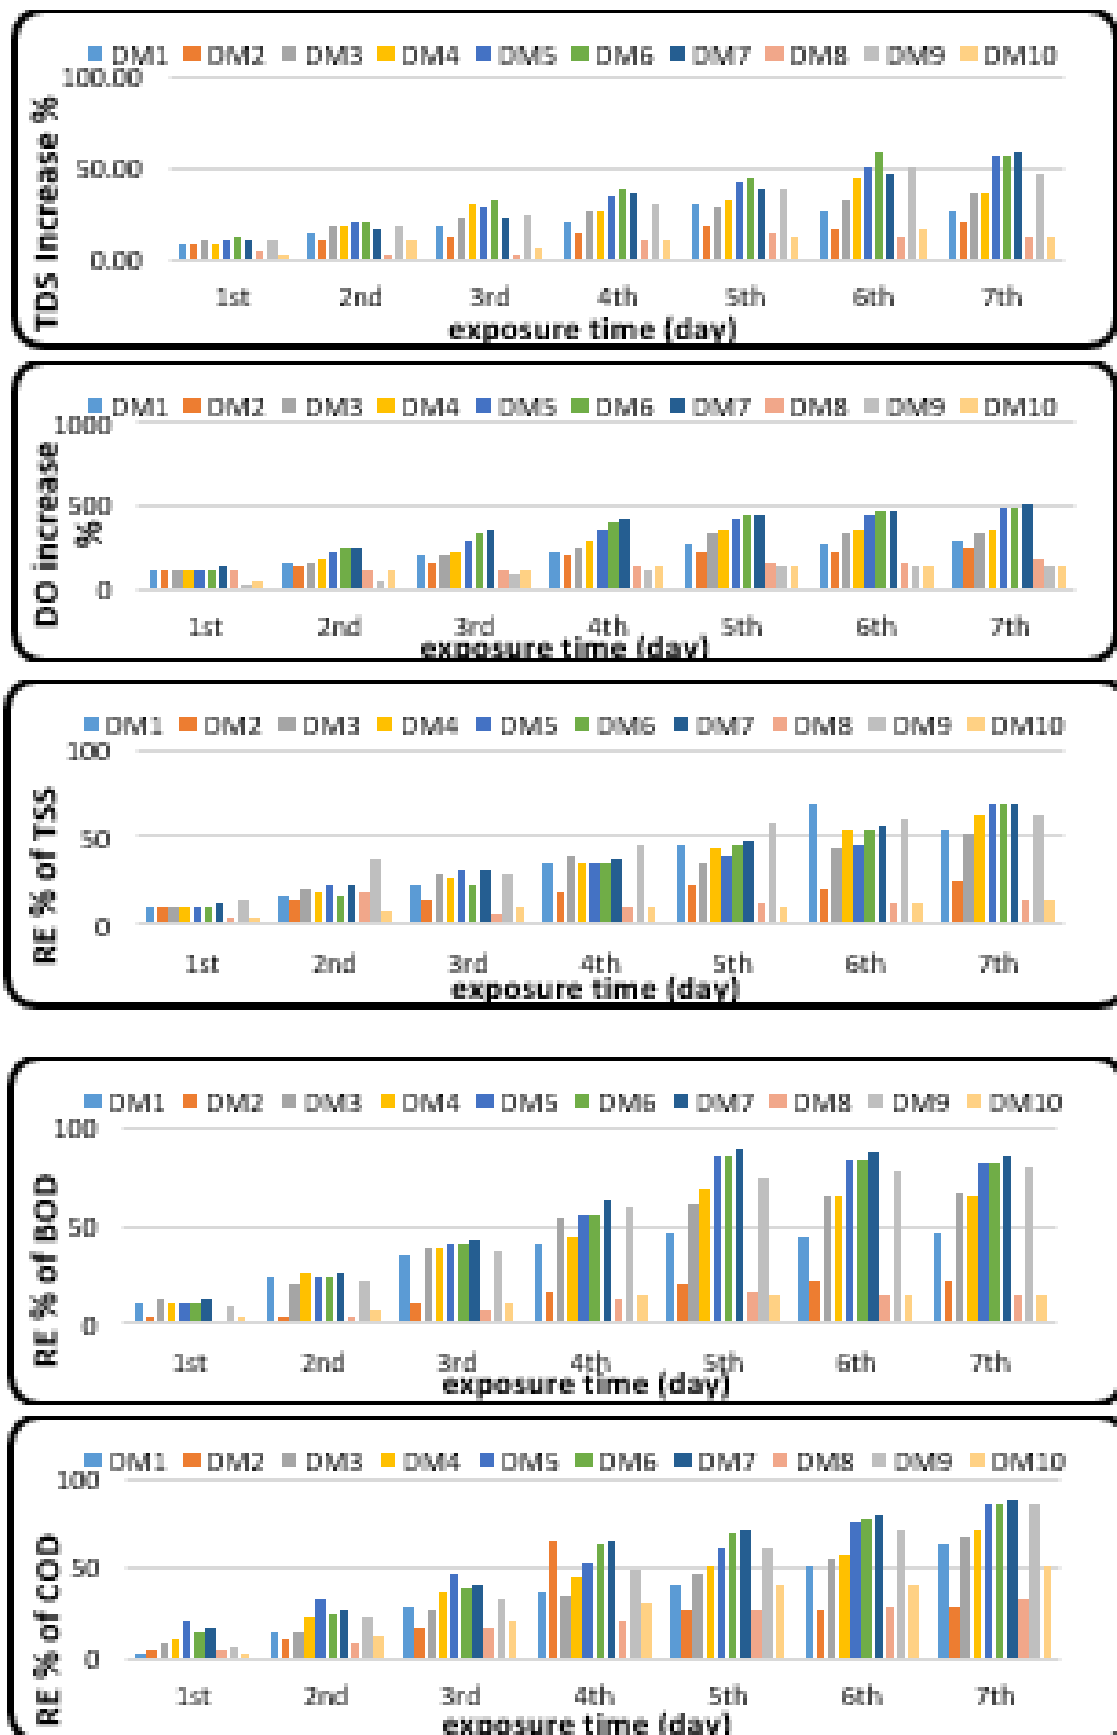 DM1 DM2 DM3 DM4 DM5 DM6 DM7 DM8 DM9 DM10
100.00
50.00
0.00
TDS Increase %
1st 2nd 3rd 4th 5th 6th 7th
exposure time (day)
DM1 DM2 DM3 DM4 DM5 DM6 DM7 DM8 DM9 DM10
1000
500
0
DO increase
%
1st 2nd 3rd 4th 5th 6th 7th
exposure time (day)
DM1 DM2 DM3 DM4 DM5 DM6 DM7 DM8 DM9 DM10
100
50
0
RE % of TSS
1st 2nd 3rd 4th 5th 6th 7th
exposure time (day)
DM1 DM2 DM3 DM4 DM5 DM6 DM7 DM8 DM9 DM10
100
50
0
RE % of BOD
1st 2nd 3rd 4th 5th 6th 7th
exposure time (day)
DM1 DM2 DM3 DM4 DM5 DM6 DM7 DM8 DM9 DM10
100
50
0
RE % of COD
1st 2nd 3rd 4th 5th 6th 7th
exposure time (day)